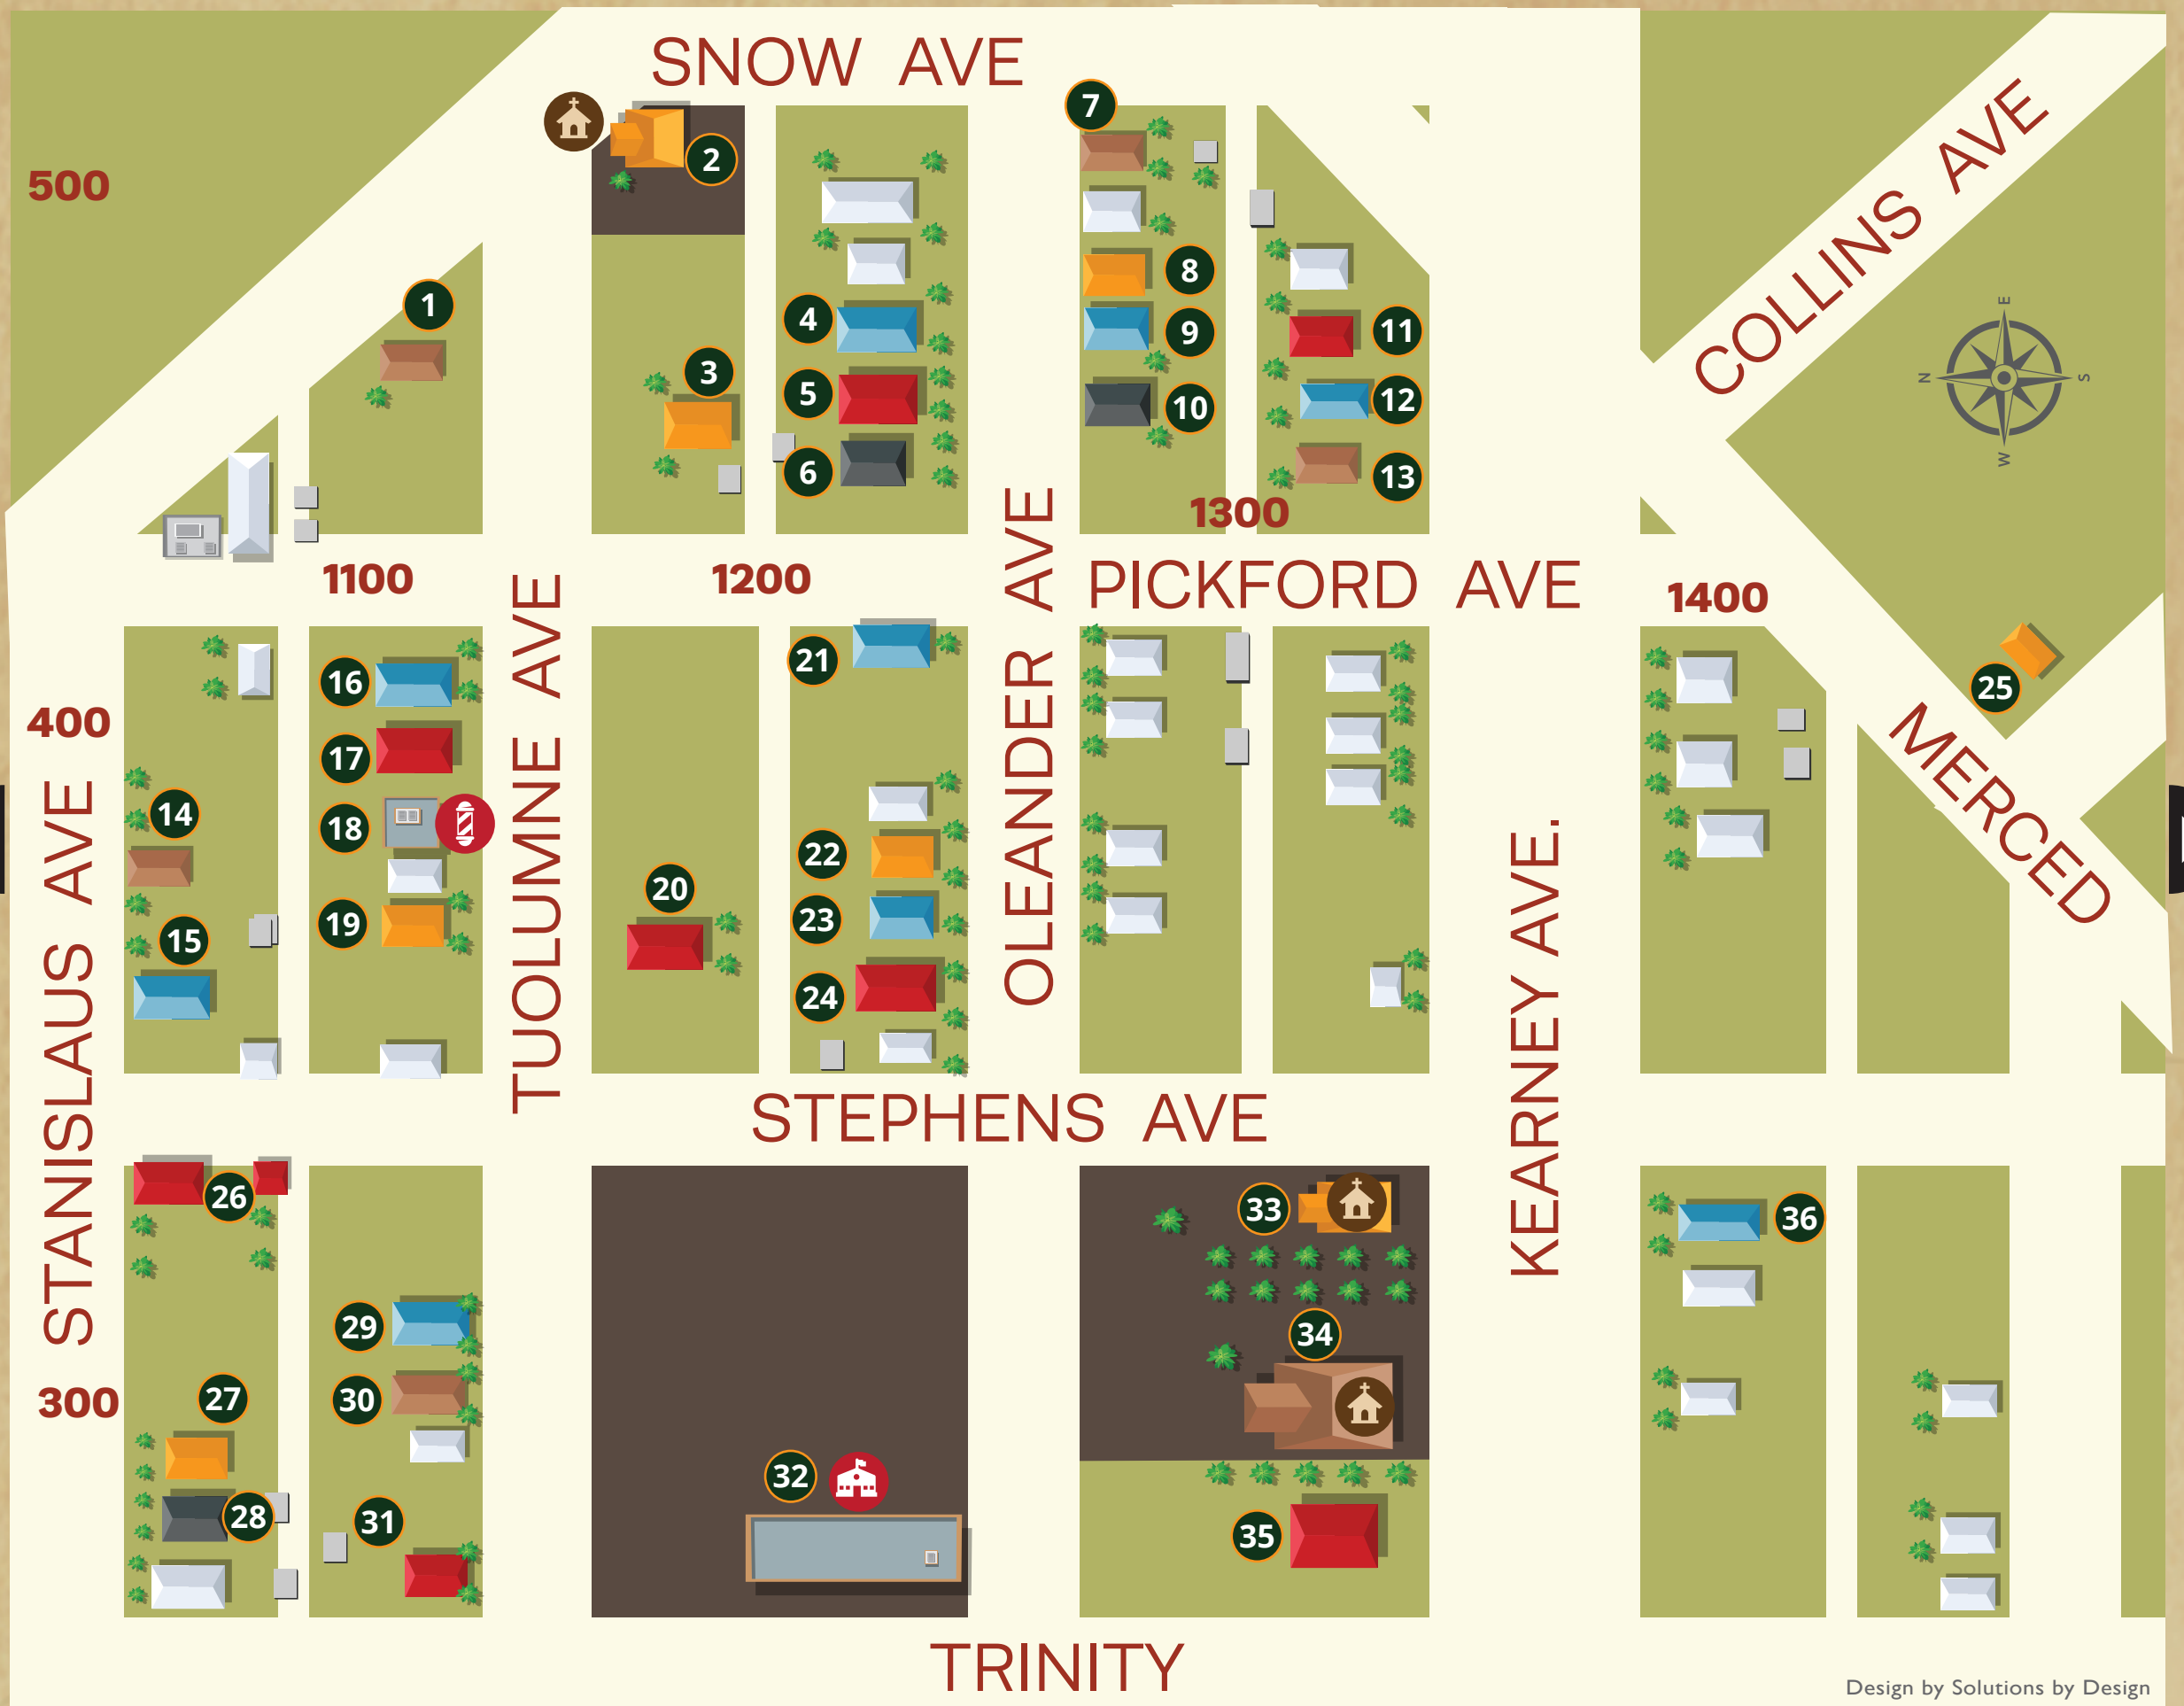 SNOW AVE
7
2
500
COLLINS AVE
8
1
4
9
11
E
N
S
W
3
5
10
12
6
13
1300
1100
1200
OLEANDER AVE
PICKFORD AVE
1400
21
16
25
400
17
14
18
22
MERCED
STANISLAUS AVE
TUOLUMNE AVE
20
19
23
15
24
KEARNEY AVE.
STEPHENS AVE
26
33
36
29
34
27
30
300
32
28
31
35
TRINITY
Design by Solutions by Design